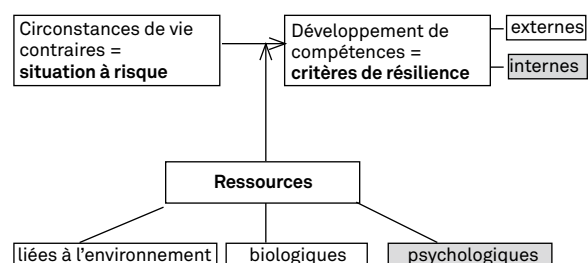 Circonstances de vie
contraires =
situation à risque
Développement de
compétences =
critères de résilience
externes
internes
Ressources
liées à l'environnement
biologiques
psychologiques